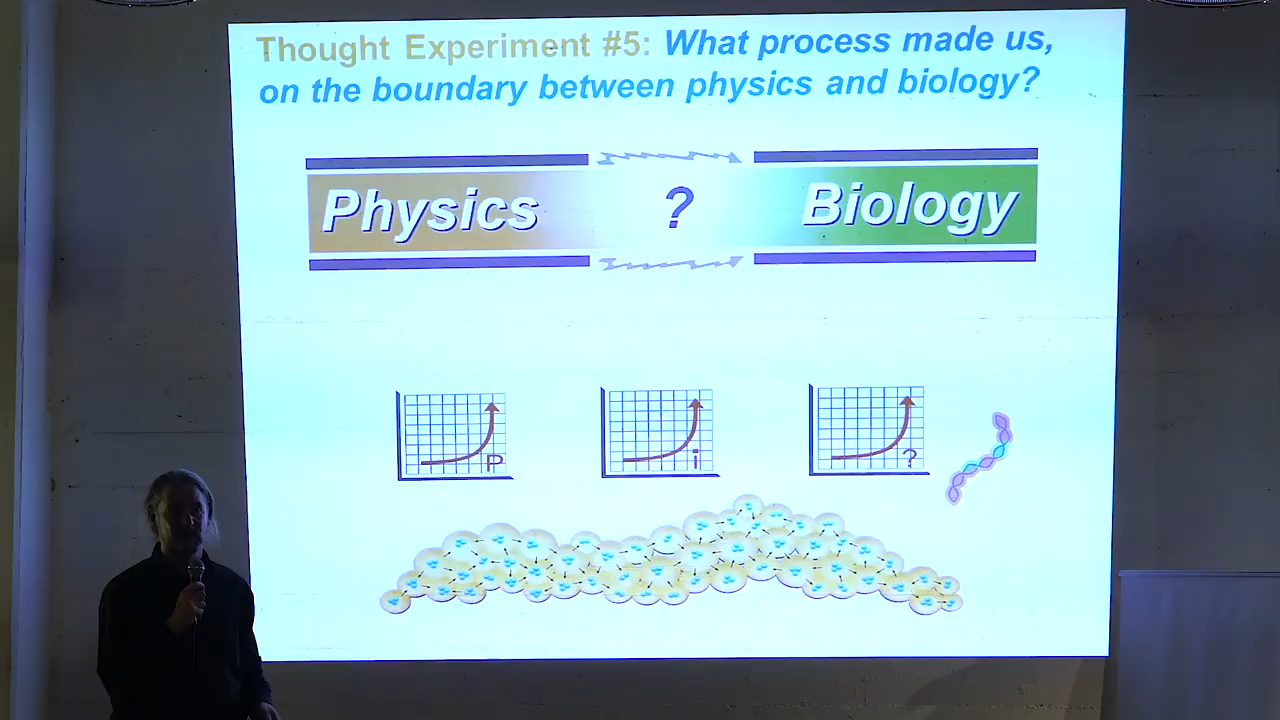 Thought Experiment #5: What process made us,
on the boundary between physics and biology?
Physics ? Biology
P i ?